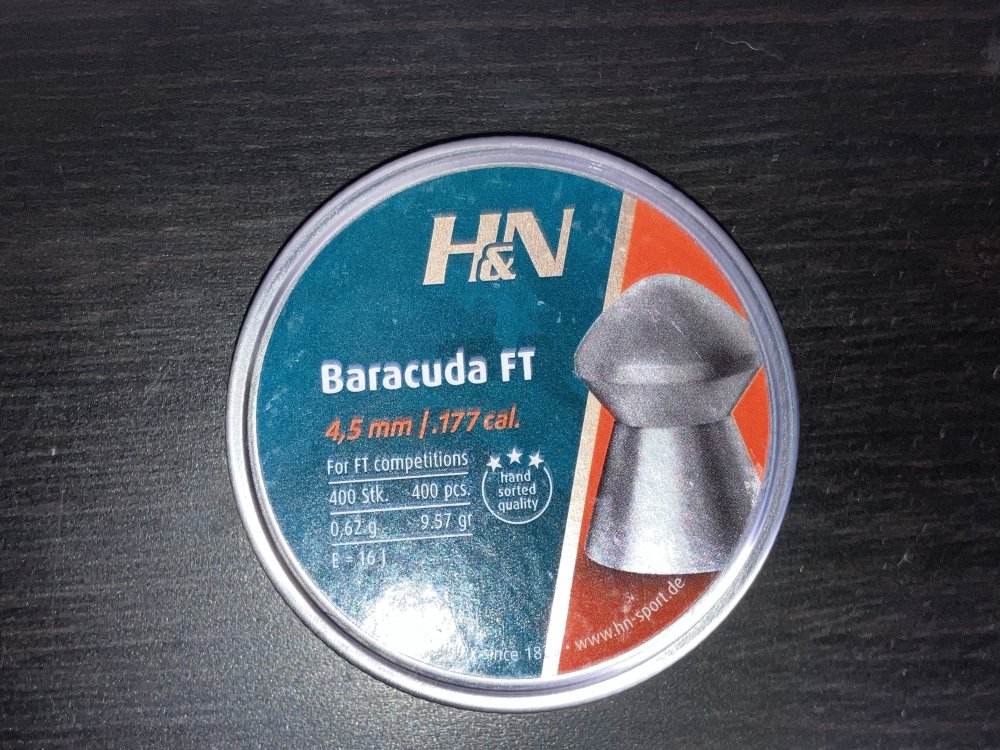 H&N
Baracuda FT
4,5 mm / .177 cal.
For FT competitions
400 Stk. 400 pcs.
0,62 g 9.57 gr
hand
sorted
quality
since
www.hn-sport.de